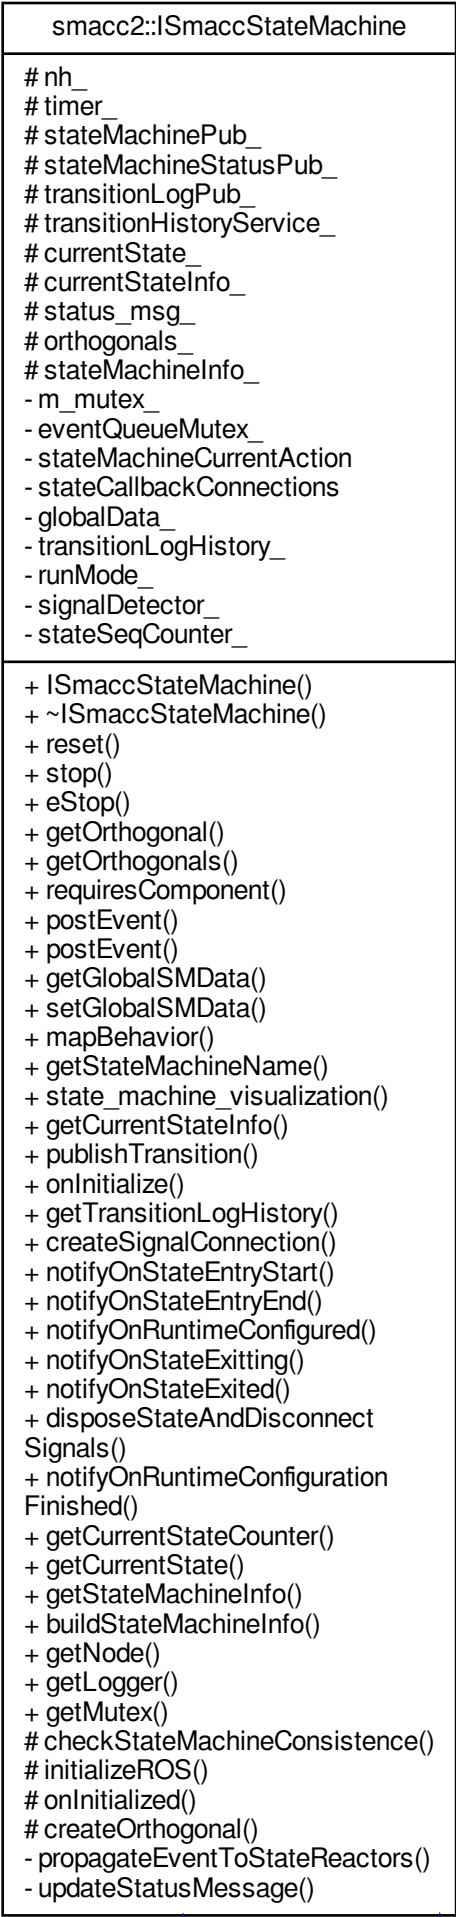 smacc2::ISmaccStateMachine
# nh_
# timer_
# stateMachinePub_
# stateMachineStatusPub_
# transitionLogPub_
# transitionHistoryService_
# currentState_
# currentStateInfo_
# status_msg_
# orthogonals_
# stateMachineInfo_
- m_mutex_
- eventQueueMutex_
- stateMachineCurrentAction
- stateCallbackConnections
- globalData_
- transitionLogHistory_
- runMode_
- signalDetector_
- stateSeqCounter_
+ ISmaccStateMachine()
+ ~ISmaccStateMachine()
+ reset()
+ stop()
+ eStop()
+ getOrthogonal()
+ getOrthogonals()
+ requiresComponent()
+ postEvent()
+ postEvent()
+ getGlobalSMData()
+ setGlobalSMData()
+ mapBehavior()
+ getStateMachineName()
+ state_machine_visualization()
+ getCurrentStateInfo()
+ publishTransition()
+ onInitialize()
+ getTransitionLogHistory()
+ createSignalConnection()
+ notifyOnStateEntryStart()
+ notifyOnStateEntryEnd()
+ notifyOnRuntimeConfigured()
+ notifyOnStateExitting()
+ notifyOnStateExited()
+ disposeStateAndDisconnect
Signals()
+ notifyOnRuntimeConfiguration
Finished()
+ getCurrentStateCounter()
+ getCurrentState()
+ getStateMachineInfo()
+ buildStateMachineInfo()
+ getNode()
+ getLogger()
+ getMutex()
# checkStateMachineConsistence()
# initializeROS()
# onInitialized()
# createOrthogonal()
- propagateEventToStateReactors()
- updateStatusMessage()